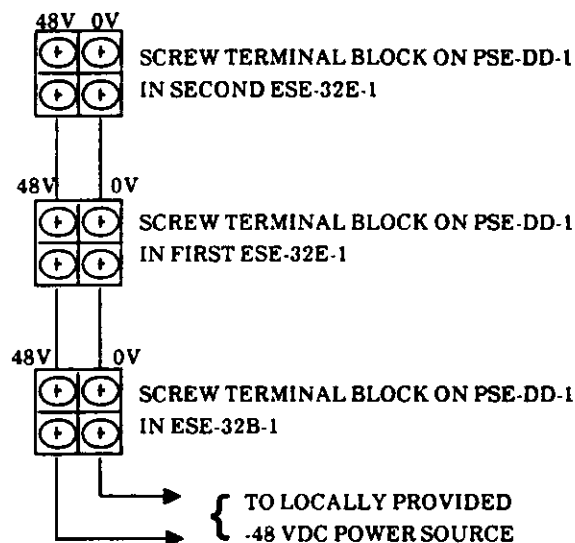 48V 0V
SCREW TERMINAL BLOCK ON PSE-DD-1
IN SECOND ESE-32E-1
48V 0V
SCREW TERMINAL BLOCK ON PSE-DD-1
IN FIRST ESE-32E-1
48V 0V
SCREW TERMINAL BLOCK ON PSE-DD-1
IN ESE-32B-1
TO LOCALLY PROVIDED
-48 VDC POWER SOURCE